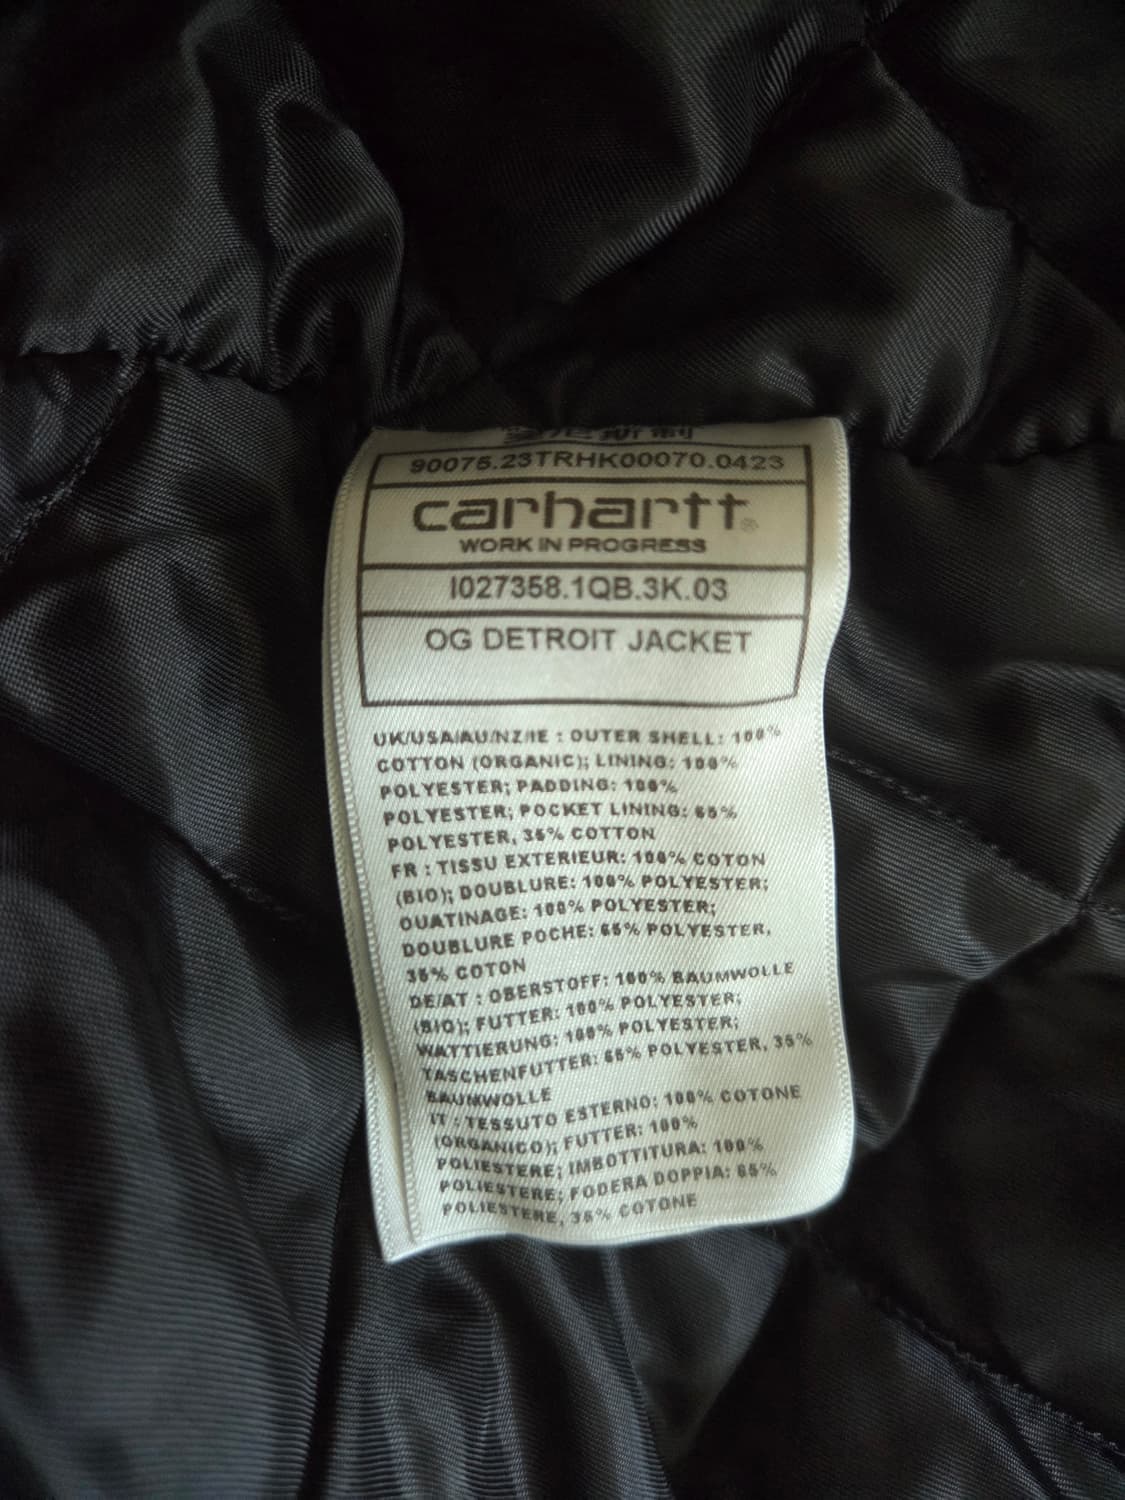 90075.23TRHK00070.0423
carhartt®
WORK IN PROGRESS
I027358.1QB.3K.03
OG DETROIT JACKET
UK/USA/AU/NZ/IE : OUTER SHELL: 100%
COTTON (ORGANIC); LINING: 100%
POLYESTER; PADDING: 100%
POLYESTER; POCKET LINING: 65%
POLYESTER, 35% COTTON
FR : TISSU EXTERIEUR: 100% COTON
(BIO); DOUBLURE: 100% POLYESTER;
OUATINAGE: 100% POLYESTER;
DOUBLURE POCHE: 65% POLYESTER,
35% COTON
DE/AT : OBERSTOFF: 100% BAUMWOLLE
(BIO); FUTTER: 100% POLYESTER;
WATTIERUNG: 100% POLYESTER;
TASCHENFUTTER: 65% POLYESTER, 35%
BAUMWOLLE
IT : TESSUTO ESTERNO: 100% COTONE
(ORGANICO); FUTTER: 100%
POLIESTERE; IMBOTTITURA: 100%
POLIESTERE; FODERA DOPPIA: 65%
POLIESTERE, 35% COTONE